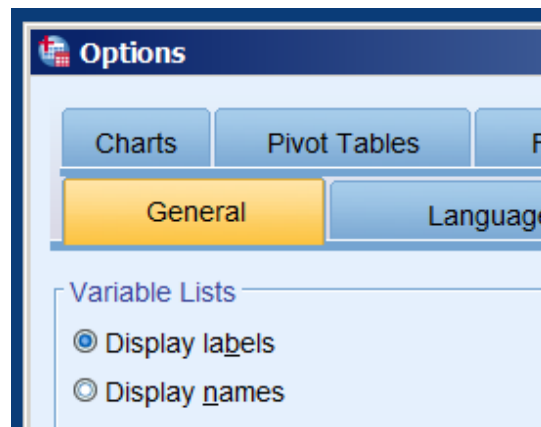 Options
Charts Pivot Tables
General
Variable Lists
Display labels
Display names